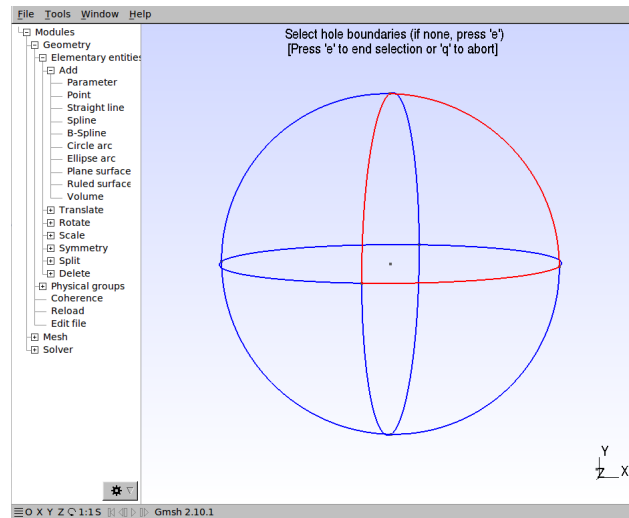 File Tools Window Help
Modules
Geometry
Elementary entities
Add
Parameter
Point
Straight line
Spline
B-Spline
Circle arc
Ellipse arc
Plane surface
Ruled surface
Volume
Translate
Rotate
Scale
Symmetry
Split
Delete
Physical groups
Coherence
Reload
Edit file
Mesh
Solver
Select hole boundaries (if none, press 'e')
[Press 'e' to end selection or 'q' to abort]
Y
Z X
O X Y Z 1:1 S Gmsh 2.10.1